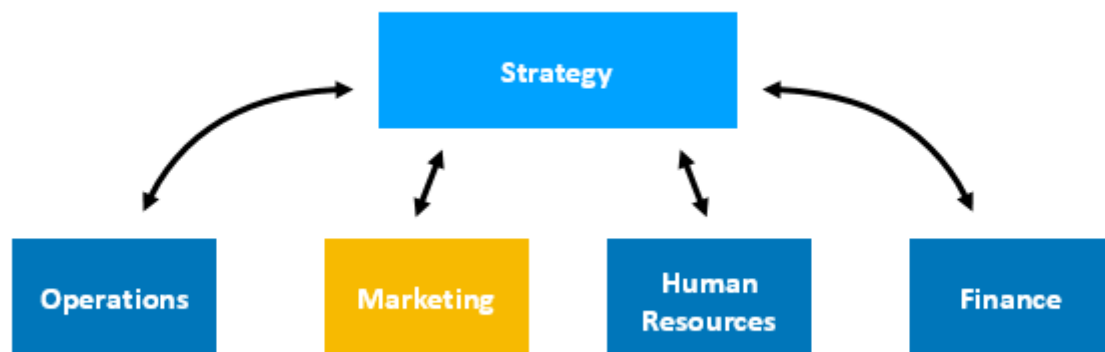 Strategy
Operations
Marketing
Human
Resources
Finance